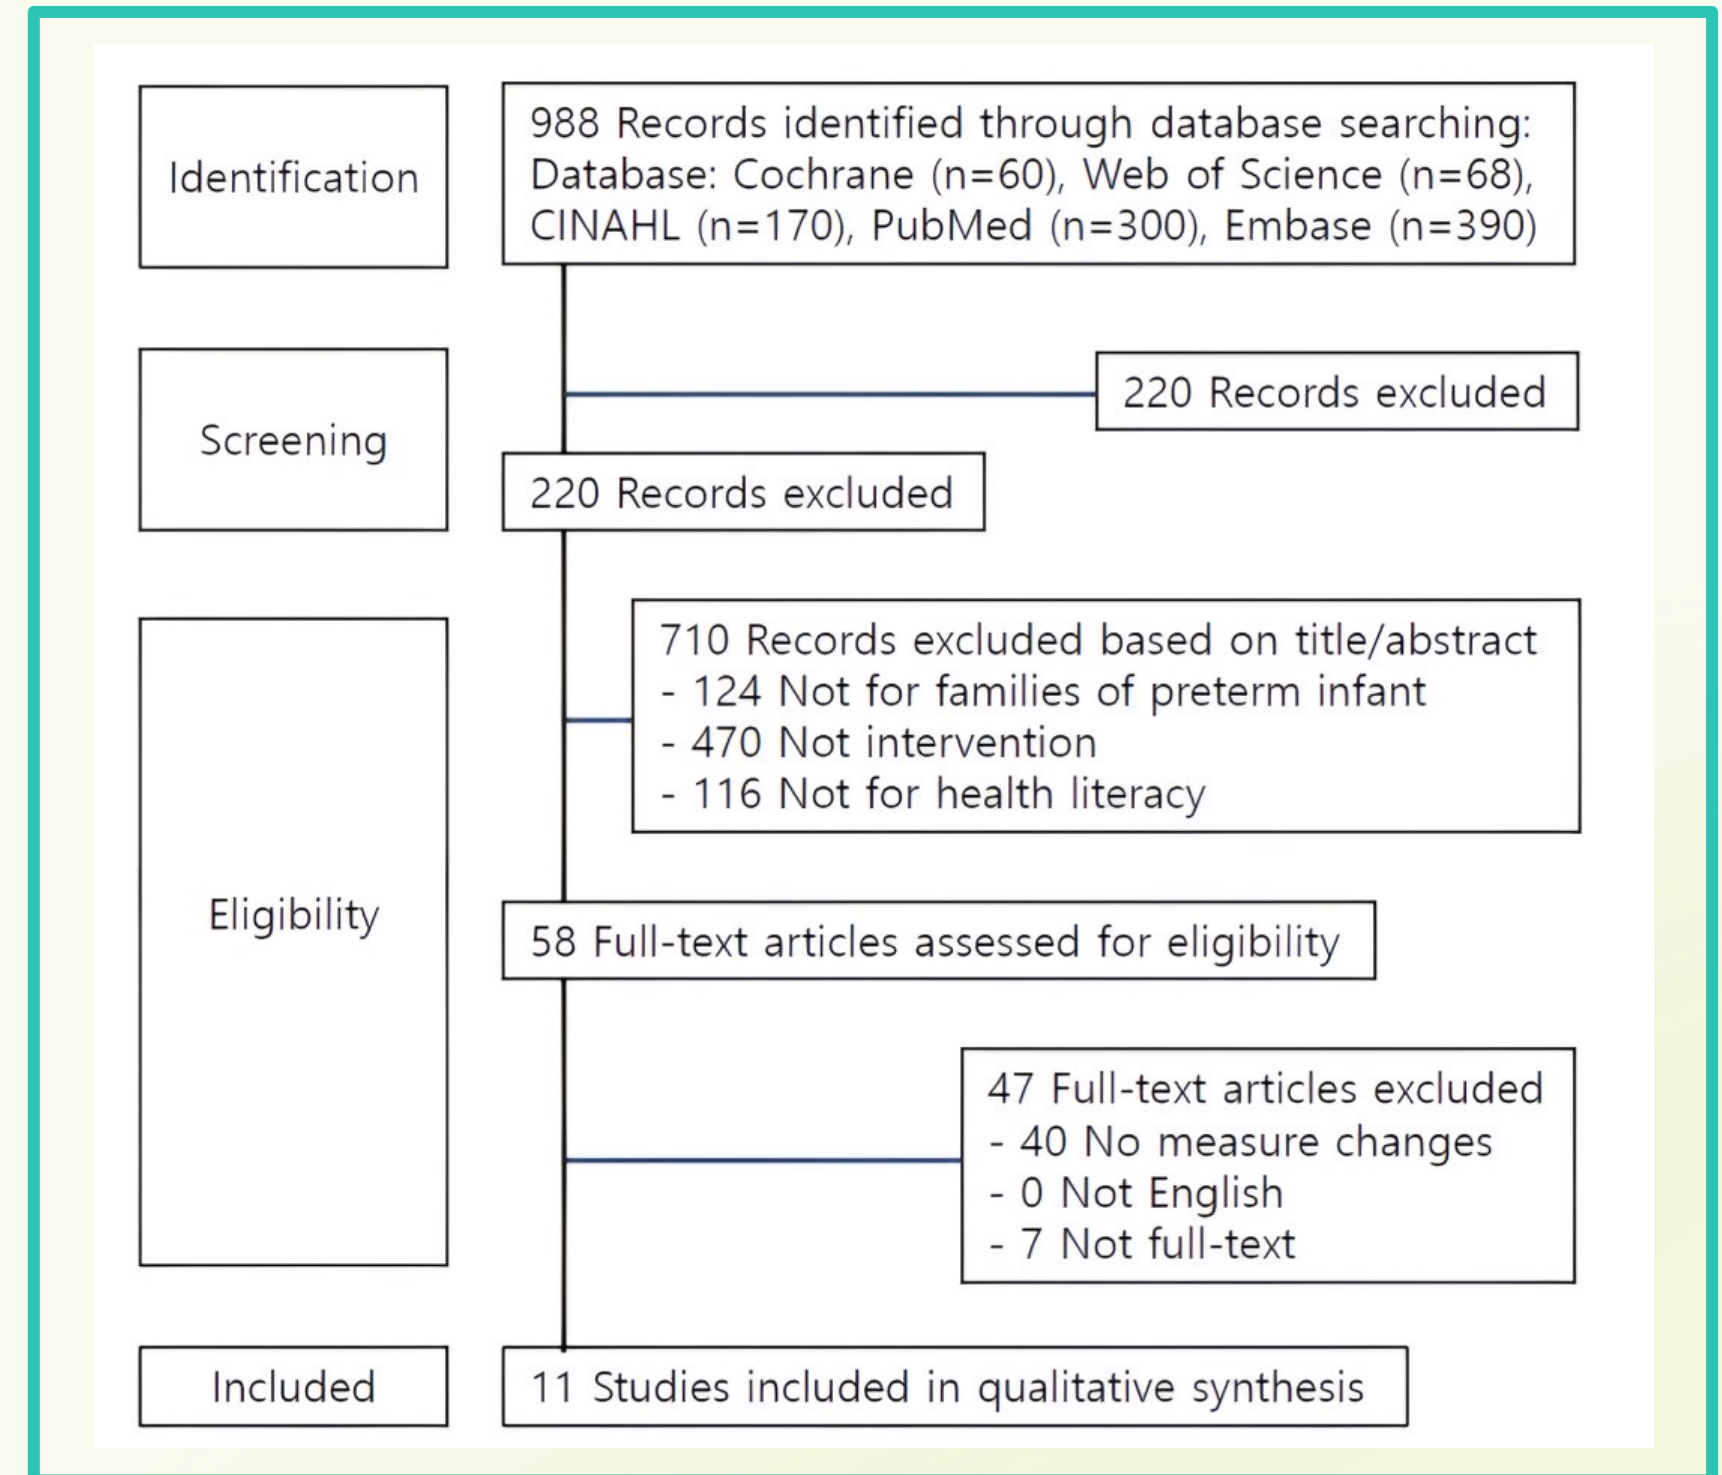 Identification
988 Records identified through database searching:
Database: Cochrane (n=60), Web of Science (n=68),
CINAHL (n=170), PubMed (n=300), Embase (n=390)
Screening
220 Records excluded
220 Records excluded
Eligibility
710 Records excluded based on title/abstract
- 124 Not for families of preterm infant
- 470 Not intervention
- 116 Not for health literacy
58 Full-text articles assessed for eligibility
47 Full-text articles excluded
- 40 No measure changes
- 0 Not English
- 7 Not full-text
Included
11 Studies included in qualitative synthesis